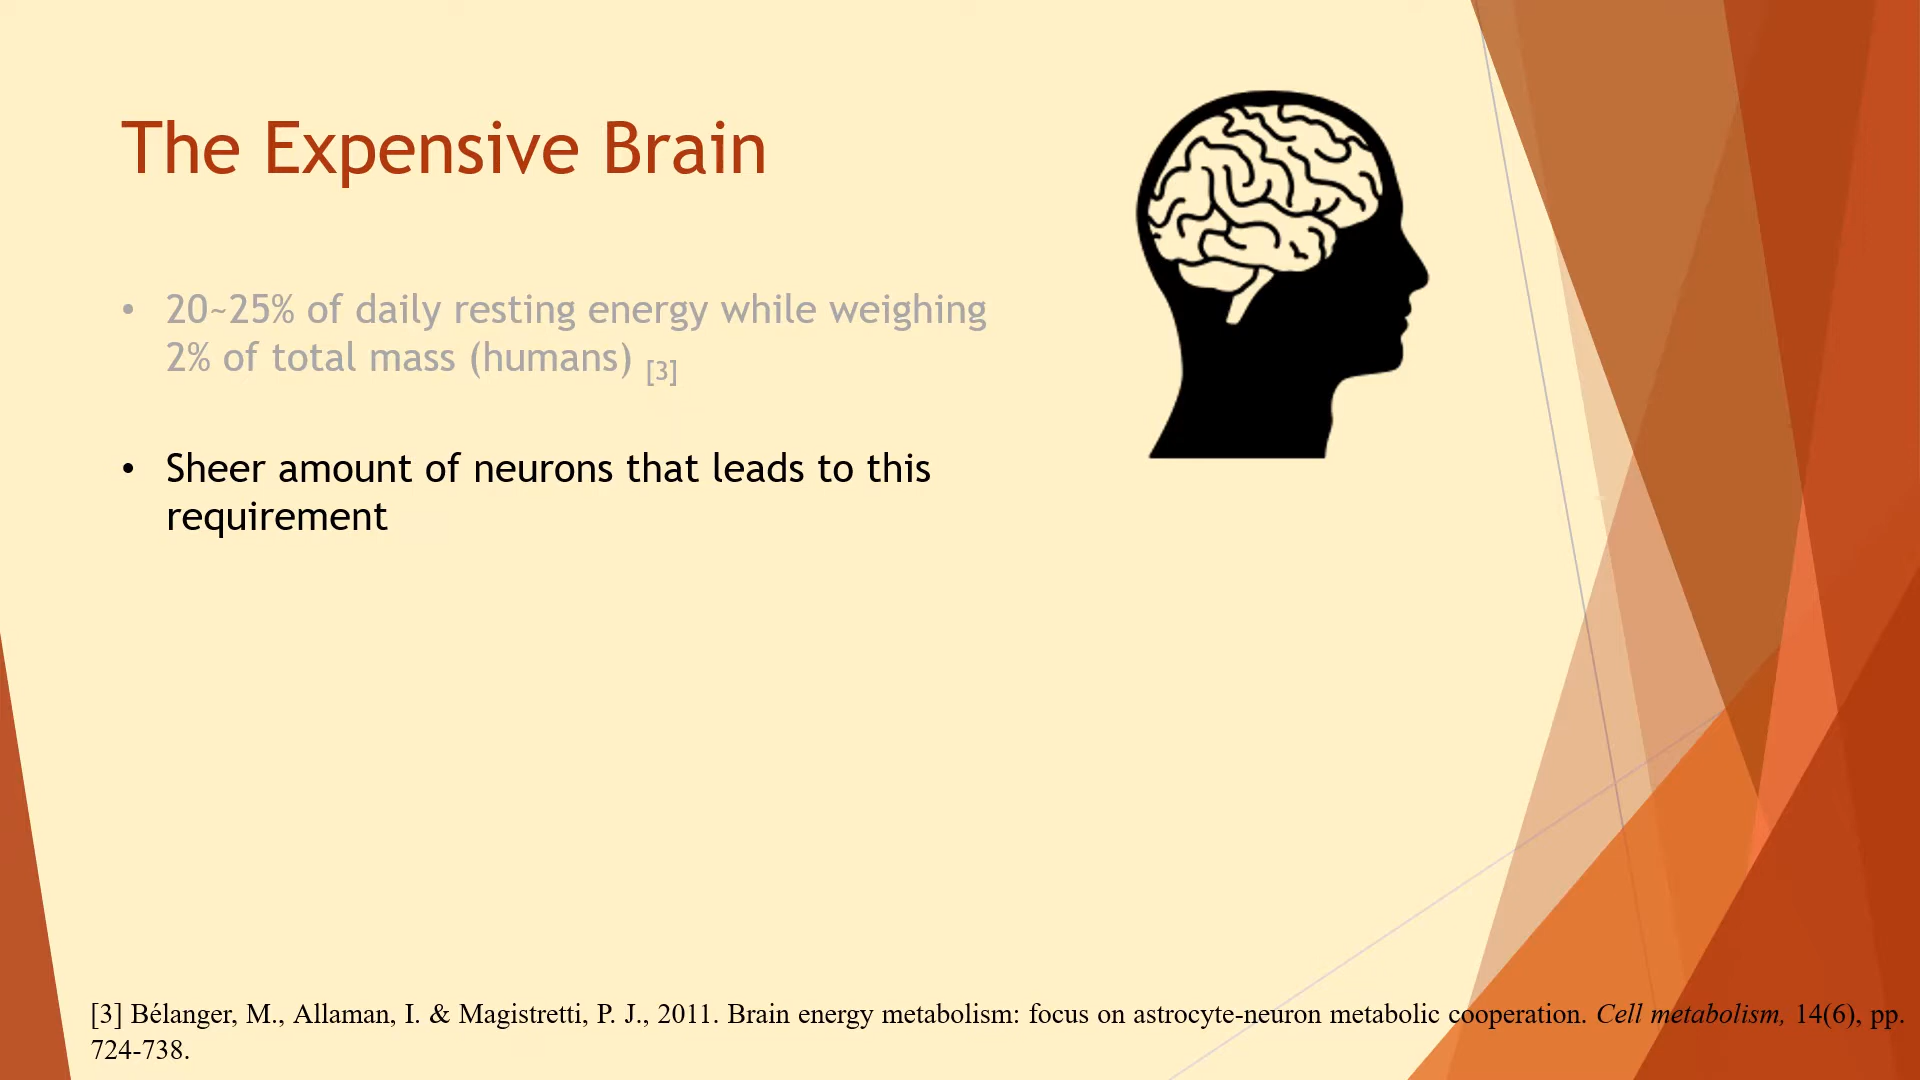 The Expensive Brain
• 20~25% of daily resting energy while weighing
2% of total mass (humans) [3]
• Sheer amount of neurons that leads to this
requirement
[3] Bélanger, M., Allaman, I. & Magistretti, P. J., 2011. Brain energy metabolism: focus on astrocyte-neuron metabolic cooperation. Cell metabolism, 14(6), pp.
724-738.